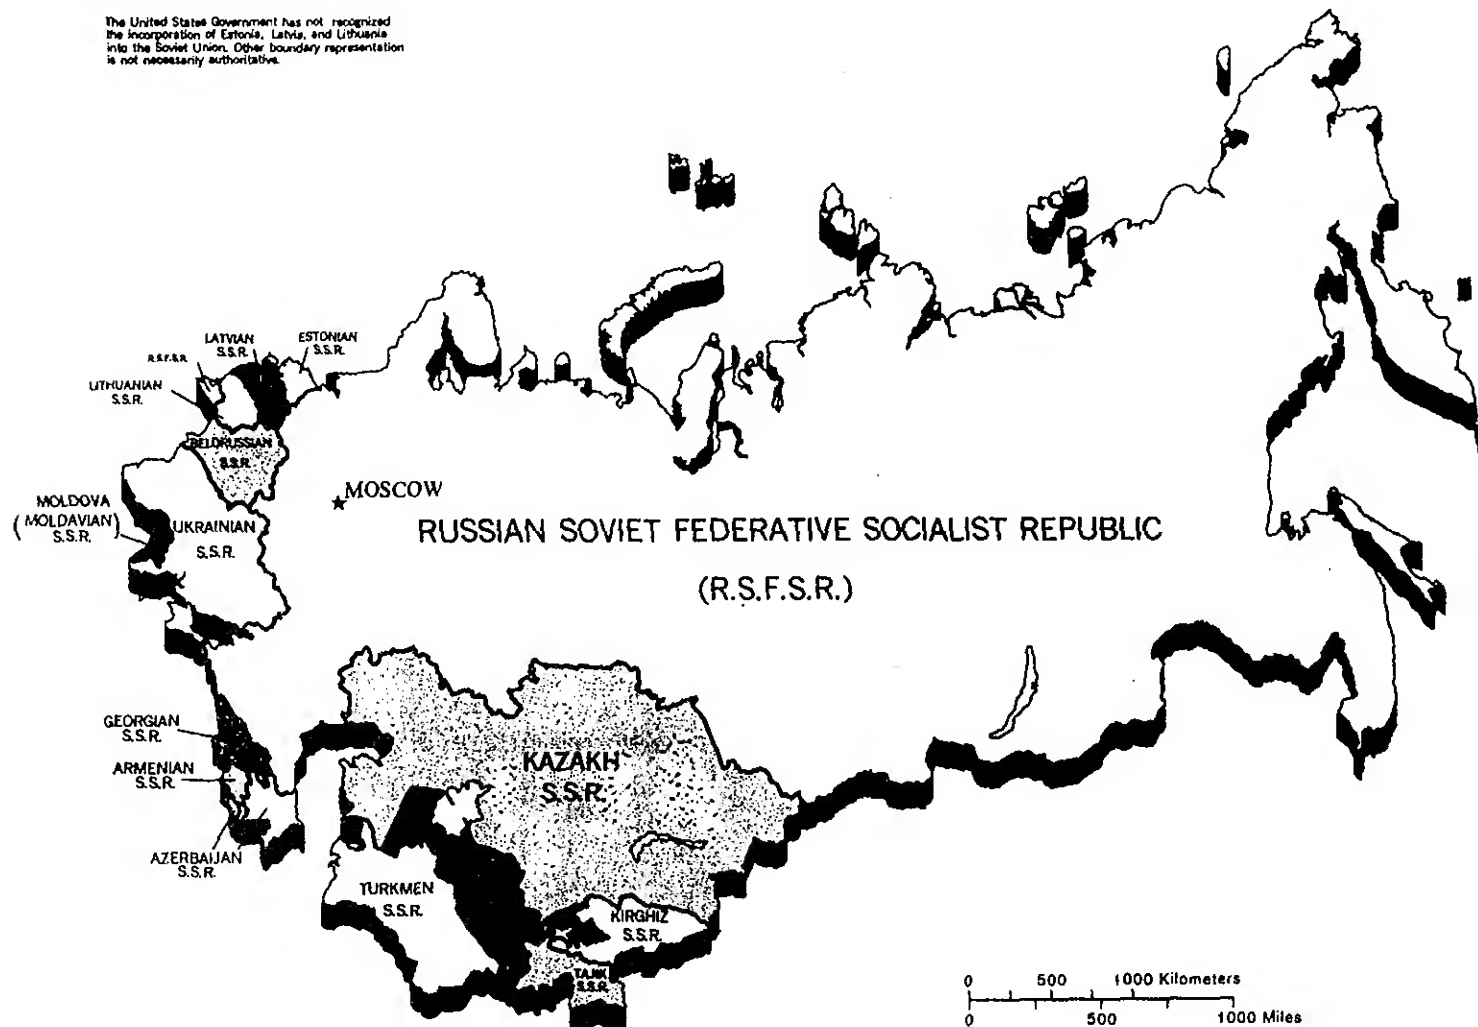 The United States Government has not recognized
the incorporation of Estonia, Latvia, and Lithuania
into the Soviet Union. Other boundary representation
is not necessarily authoritative.
LATVIAN
S.S.R.
ESTONIAN
S.S.R.
R.S.F.S.R.
LITHUANIAN
S.S.R.
BELORUSSIAN
S.S.R.
MOSCOW
MOLDOVA
(MOLDAVIAN)
S.S.R.
UKRAINIAN
S.S.R.
RUSSIAN SOVIET FEDERATIVE SOCIALIST REPUBLIC
(R.S.F.S.R.)
GEORGIAN
S.S.R.
ARMENIAN
S.S.R.
AZERBAIJAN
S.S.R.
KAZAKH
S.S.R.
TURKMEN
S.S.R.
KIRGHIZ
S.S.R.
TAJIK
S.S.R.
0 500 1000 Kilometers
0 500 1000 Miles